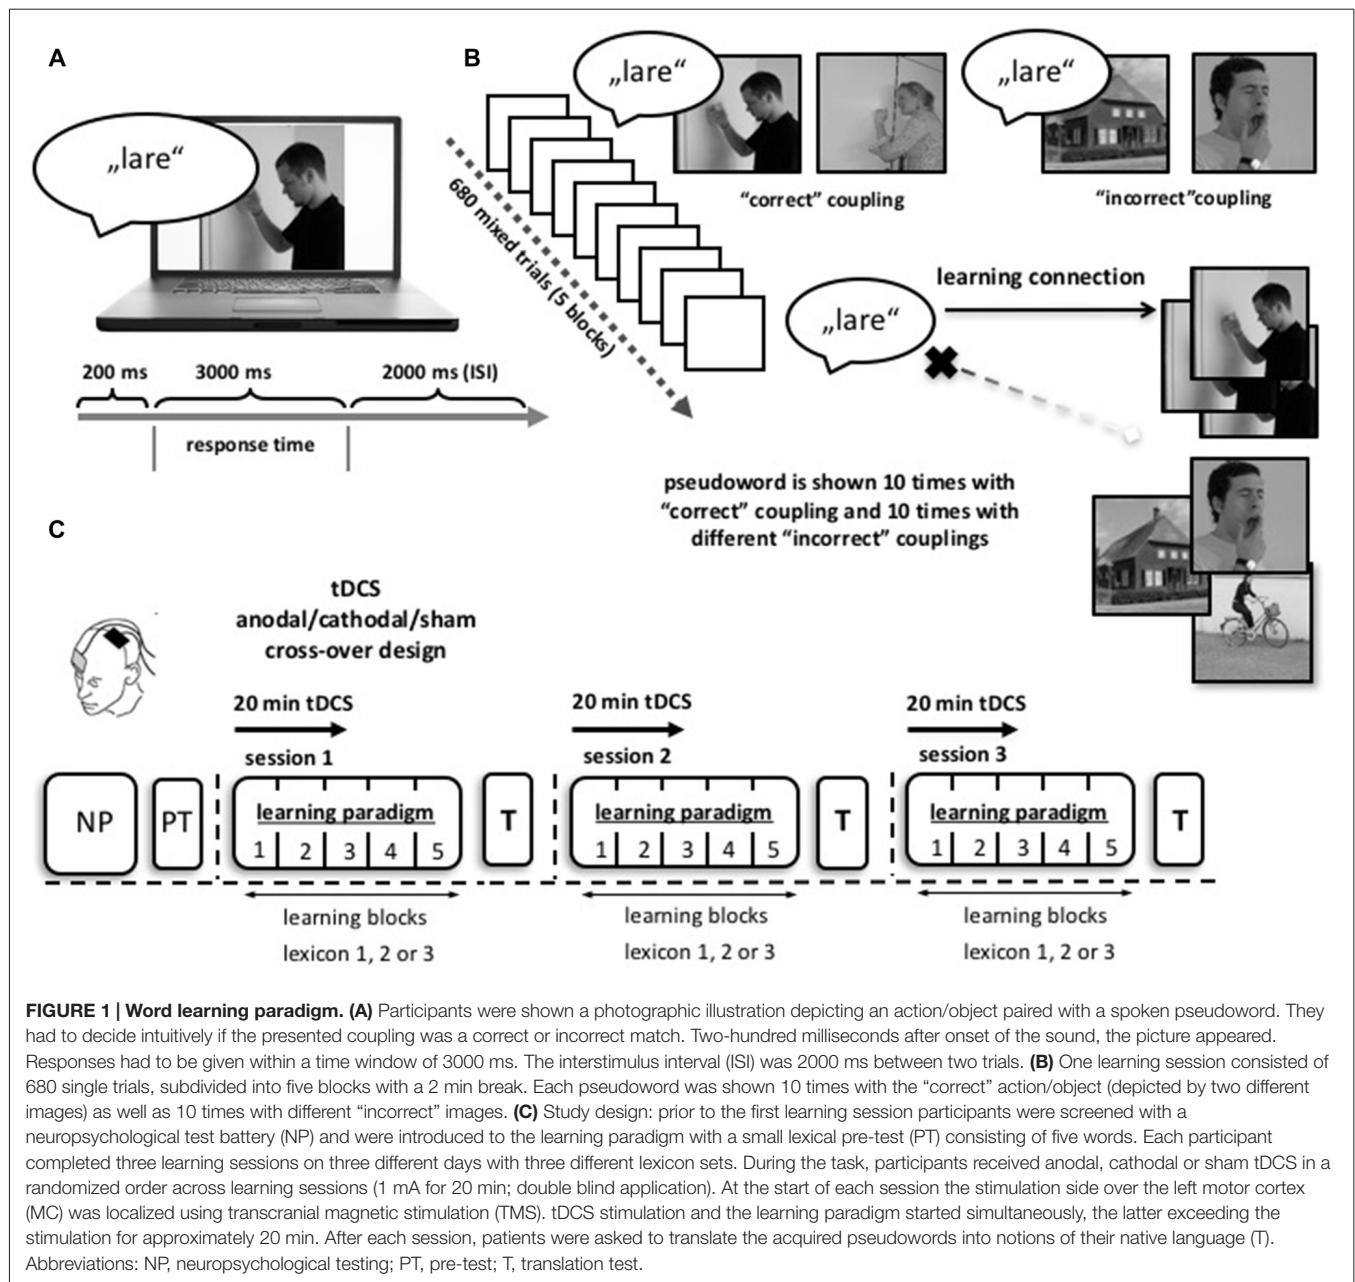 A
„lare“
200 ms
3000 ms
2000 ms (ISI)
response time
B
„lare“
„lare“
“correct” coupling
“incorrect”coupling
680 mixed trials (5 blocks)
„lare“
learning connection
pseudoword is shown 10 times with
“correct” coupling and 10 times with
different “incorrect” couplings
C
tDCS
anodal/cathodal/sham
cross-over design
20 min tDCS
session 1
20 min tDCS
session 2
20 min tDCS
session 3
NP
PT
learning paradigm
1 2 3 4 5
T
learning paradigm
1 2 3 4 5
T
learning paradigm
1 2 3 4 5
T
learning blocks
lexicon 1, 2 or 3
learning blocks
lexicon 1, 2 or 3
learning blocks
lexicon 1, 2 or 3
FIGURE 1 | Word learning paradigm. (A) Participants were shown a photographic illustration depicting an action/object paired with a spoken pseudoword. They
had to decide intuitively if the presented coupling was a correct or incorrect match. Two-hundred milliseconds after onset of the sound, the picture appeared.
Responses had to be given within a time window of 3000 ms. The interstimulus interval (ISI) was 2000 ms between two trials. (B) One learning session consisted of
680 single trials, subdivided into five blocks with a 2 min break. Each pseudoword was shown 10 times with the “correct” action/object (depicted by two different
images) as well as 10 times with different “incorrect” images. (C) Study design: prior to the first learning session participants were screened with a
neuropsychological test battery (NP) and were introduced to the learning paradigm with a small lexical pre-test (PT) consisting of five words. Each participant
completed three learning sessions on three different days with three different lexicon sets. During the task, participants received anodal, cathodal or sham tDCS in a
randomized order across learning sessions (1 mA for 20 min; double blind application). At the start of each session the stimulation side over the left motor cortex
(MC) was localized using transcranial magnetic stimulation (TMS). tDCS stimulation and the learning paradigm started simultaneously, the latter exceeding the
stimulation for approximately 20 min. After each session, patients were asked to translate the acquired pseudowords into notions of their native language (T).
Abbreviations: NP, neuropsychological testing; PT, pre-test; T, translation test.